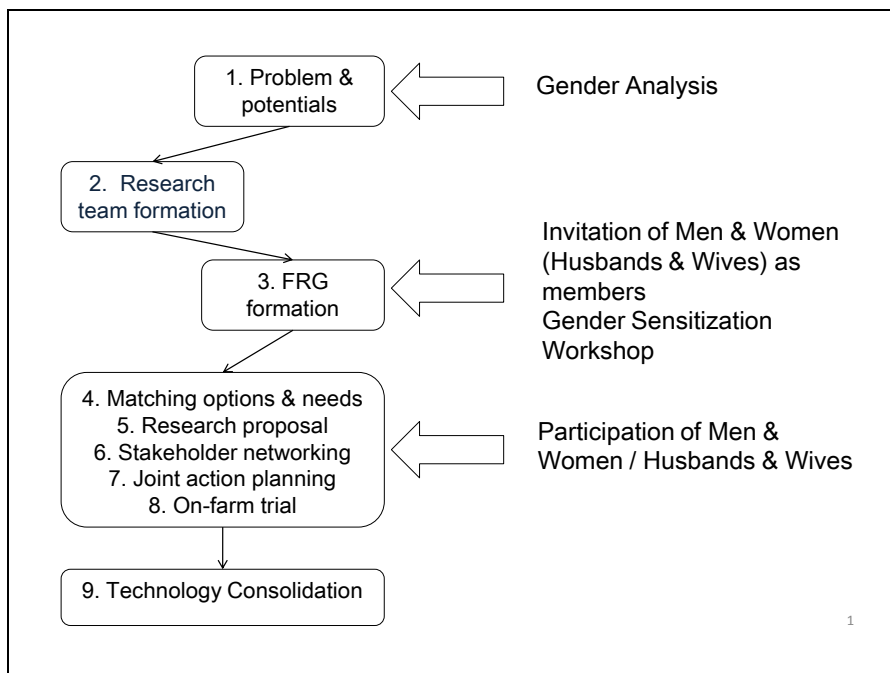 1. Problem &
potentials
Gender Analysis
2. Research
team formation
3. FRG
formation
Invitation of Men & Women
(Husbands & Wives) as
members
Gender Sensitization
Workshop
4. Matching options & needs
5. Research proposal
6. Stakeholder networking
7. Joint action planning
8. On-farm trial
Participation of Men &
Women / Husbands & Wives
9. Technology Consolidation
1